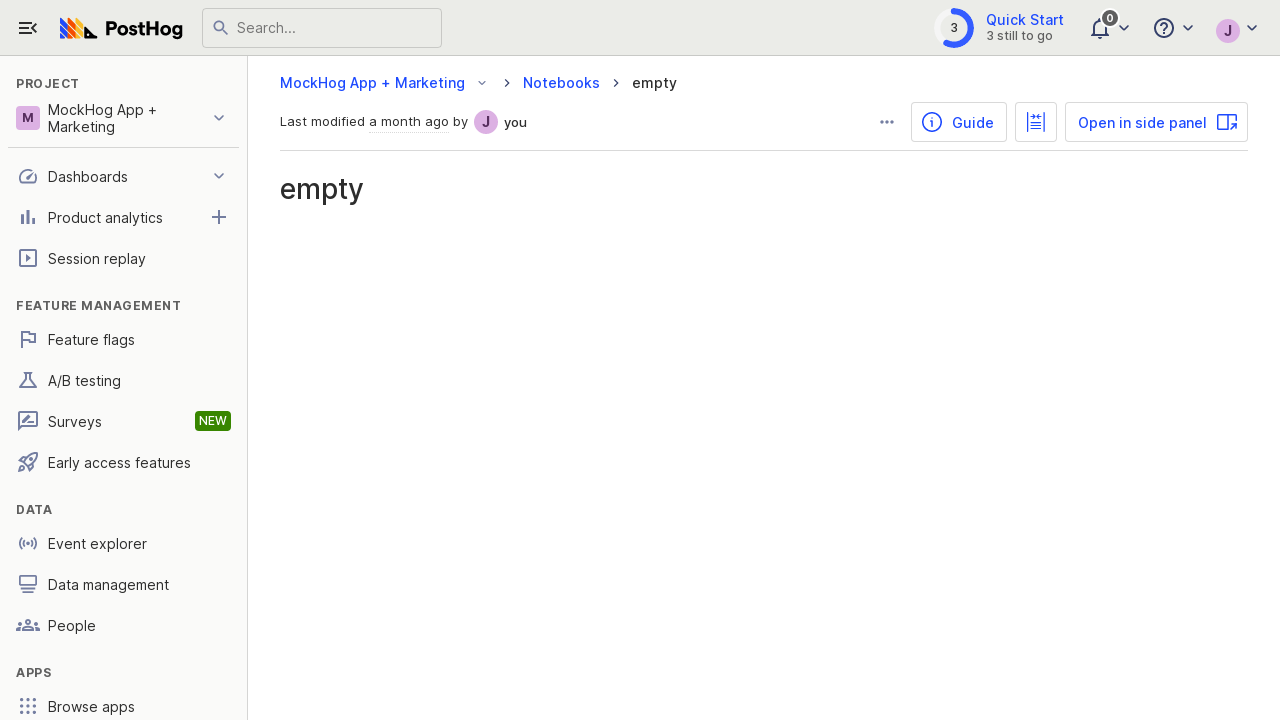 PostHog
Search...
3
Quick Start
3 still to go
0
J
PROJECT
M
MockHog App +
Marketing
Dashboards
Product analytics
Session replay
FEATURE MANAGEMENT
Feature flags
A/B testing
Surveys
NEW
Early access features
DATA
Event explorer
Data management
People
APPS
Browse apps
MockHog App + Marketing
Notebooks
empty
Last modified a month ago by J you
Guide
Open in side panel
empty